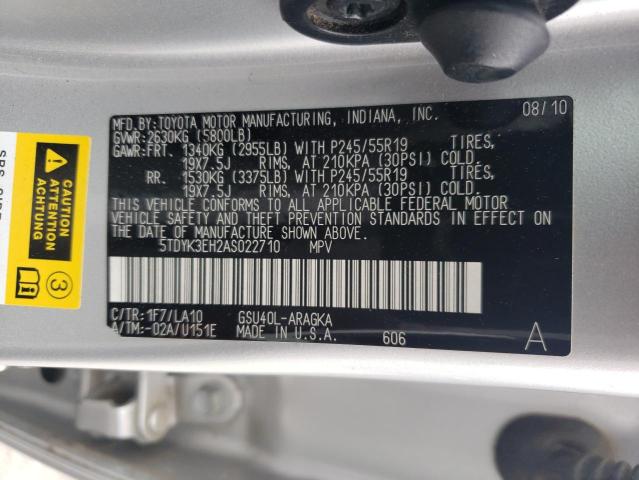 MFD.BY:TOYOTA MOTOR MANUFACTURING, INDIANA, INC. 08/10
GVWR:2630KG (5800LB)
GAWR:FRT. 1340KG (2955LB) WITH P245/55R19 TIRES,
19X7.5J RIMS, AT 210KPA (30PSI) COLD.
RR. 1530KG (3375LB) WITH P245/55R19 TIRES,
19X7.5J RIMS, AT 210KPA (30PSI) COLD.
THIS VEHICLE CONFORMS TO ALL APPLICABLE FEDERAL MOTOR
VEHICLE SAFETY AND THEFT PREVENTION STANDARDS IN EFFECT ON
THE DATE OF MANUFACTURE SHOWN ABOVE.
5TDYK3EH2AS022710 MPV
C/TR:1F7/LA10 GSU40L-ARAGKA
A/TM:-02A/U151E MADE IN U.S.A. 606 A
CAUTION
ATTENTION
ACHTUNG
3
SRS SIDE